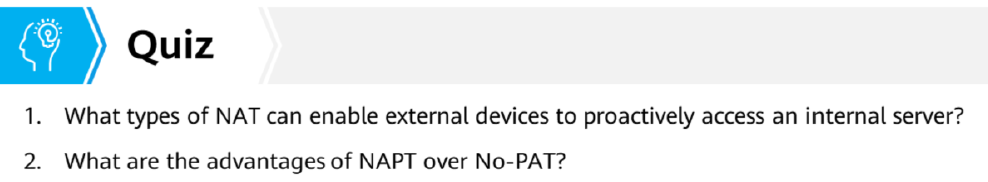 Quiz
1. What types of NAT can enable external devices to proactively access an internal server?
2. What are the advantages of NAPT over No-PAT?